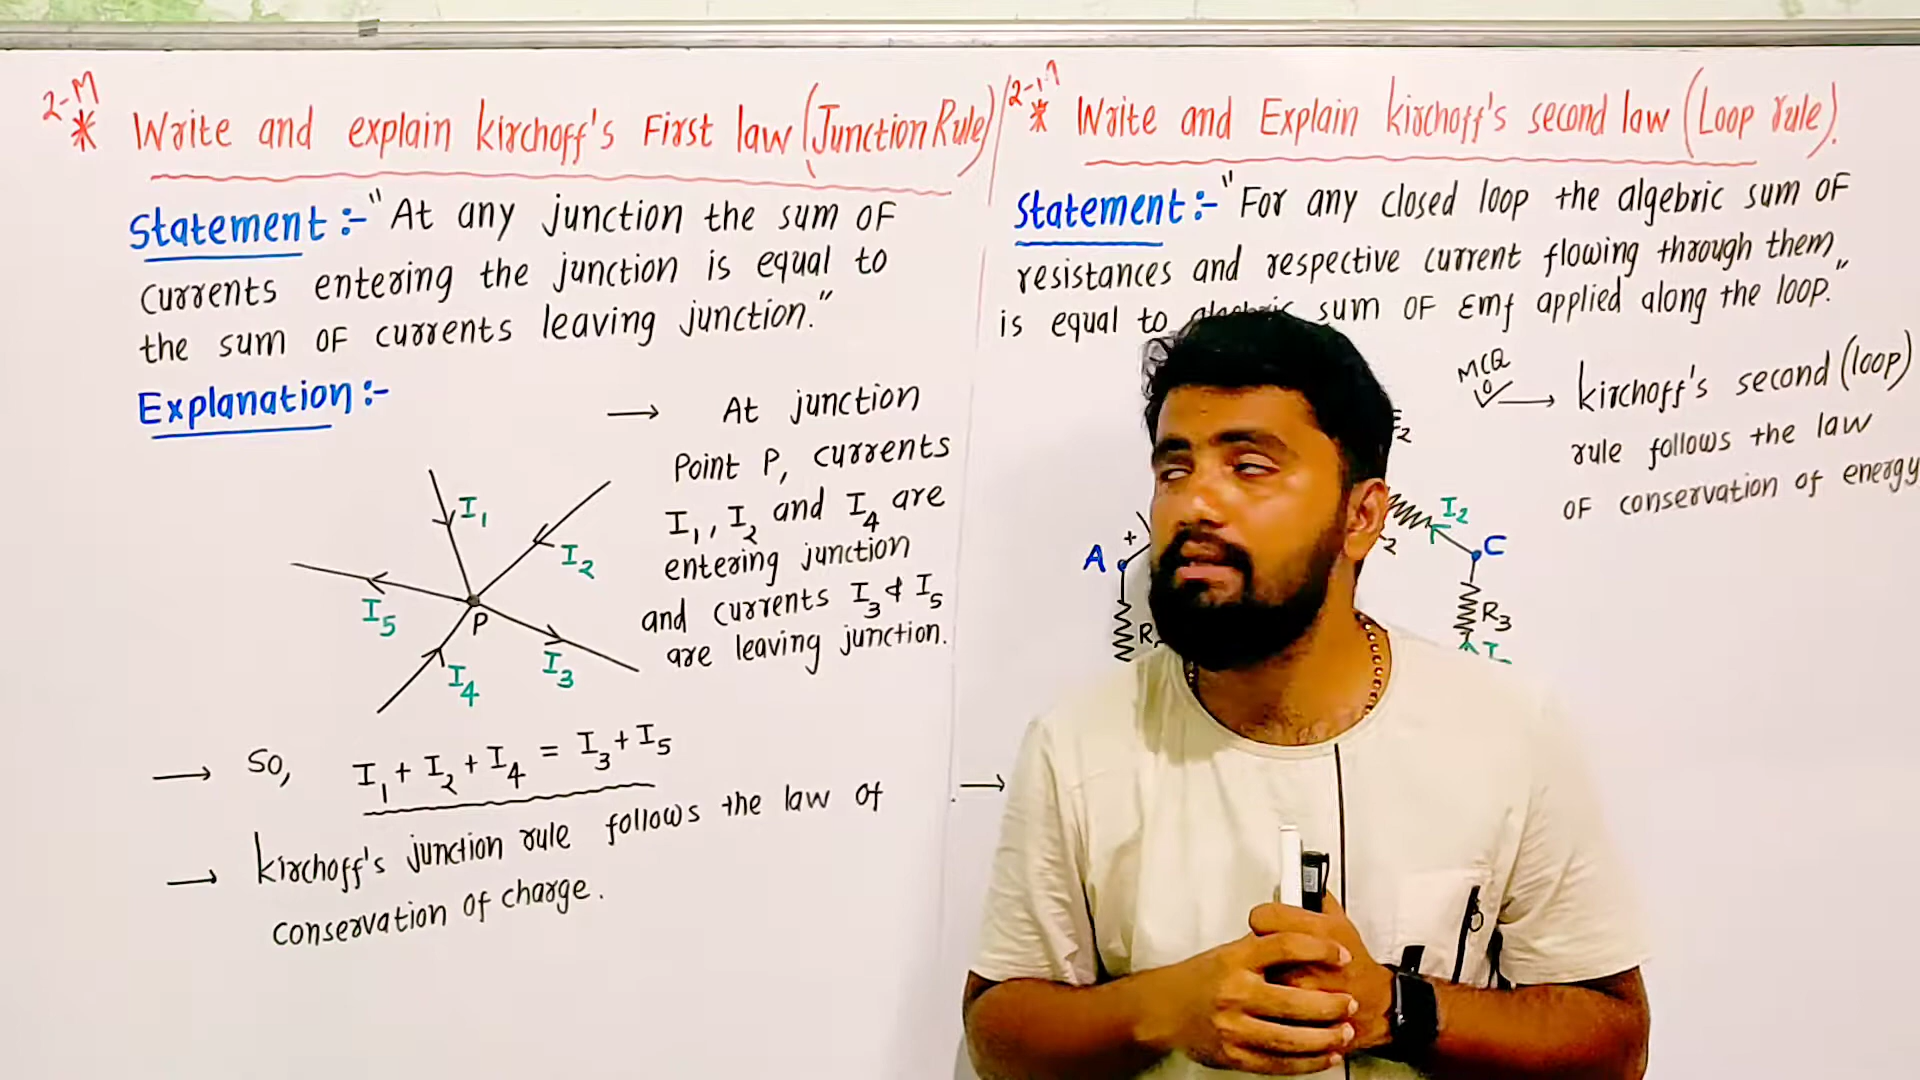 2-M
* Write and explain kirchoff's First law (Junction Rule)
Statement :- "At any junction the sum OF
currents entering the junction is equal to
the sum OF currents leaving junction."
Explanation :-
→ At junction
Point P, currents
I₁, I₂ and I₄ are
entering junction
and currents I₃ & I₅
are leaving junction.
I₁
I₂
I₅
P
I₄
I₃
→ So, I₁ + I₂ + I₄ = I₃ + I₅
→ kirchoff's junction rule follows the law of
conservation of charge.
2-M
* Write and Explain kirchoff's second law (Loop rule).
Statement :- "For any closed loop the algebric sum OF
resistances and respective current flowing through them
is equal to algebric sum OF Emf applied along the loop."
MCQ
→ kirchoff's second (loop)
rule follows the law
OF conservation of energy
A
+
R
2
2
I₂
C
R₃
→